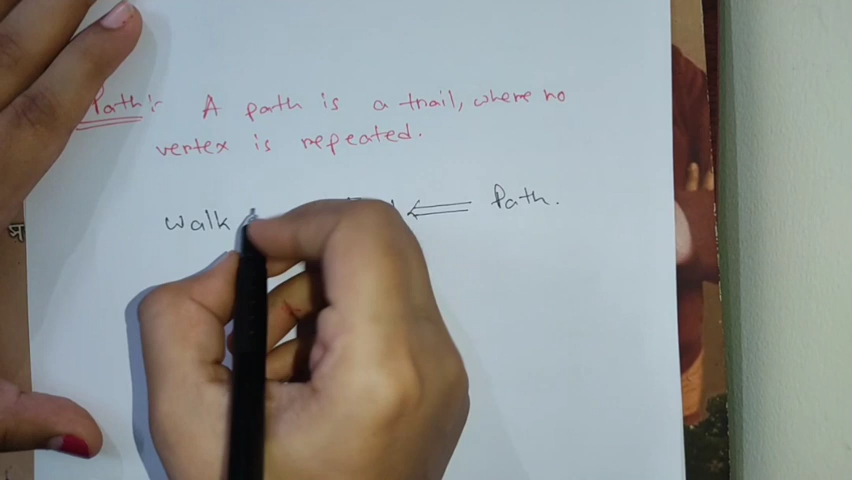 Path :- A path is a trail, where no
vertex is repeated.
Walk ⇐ Path.